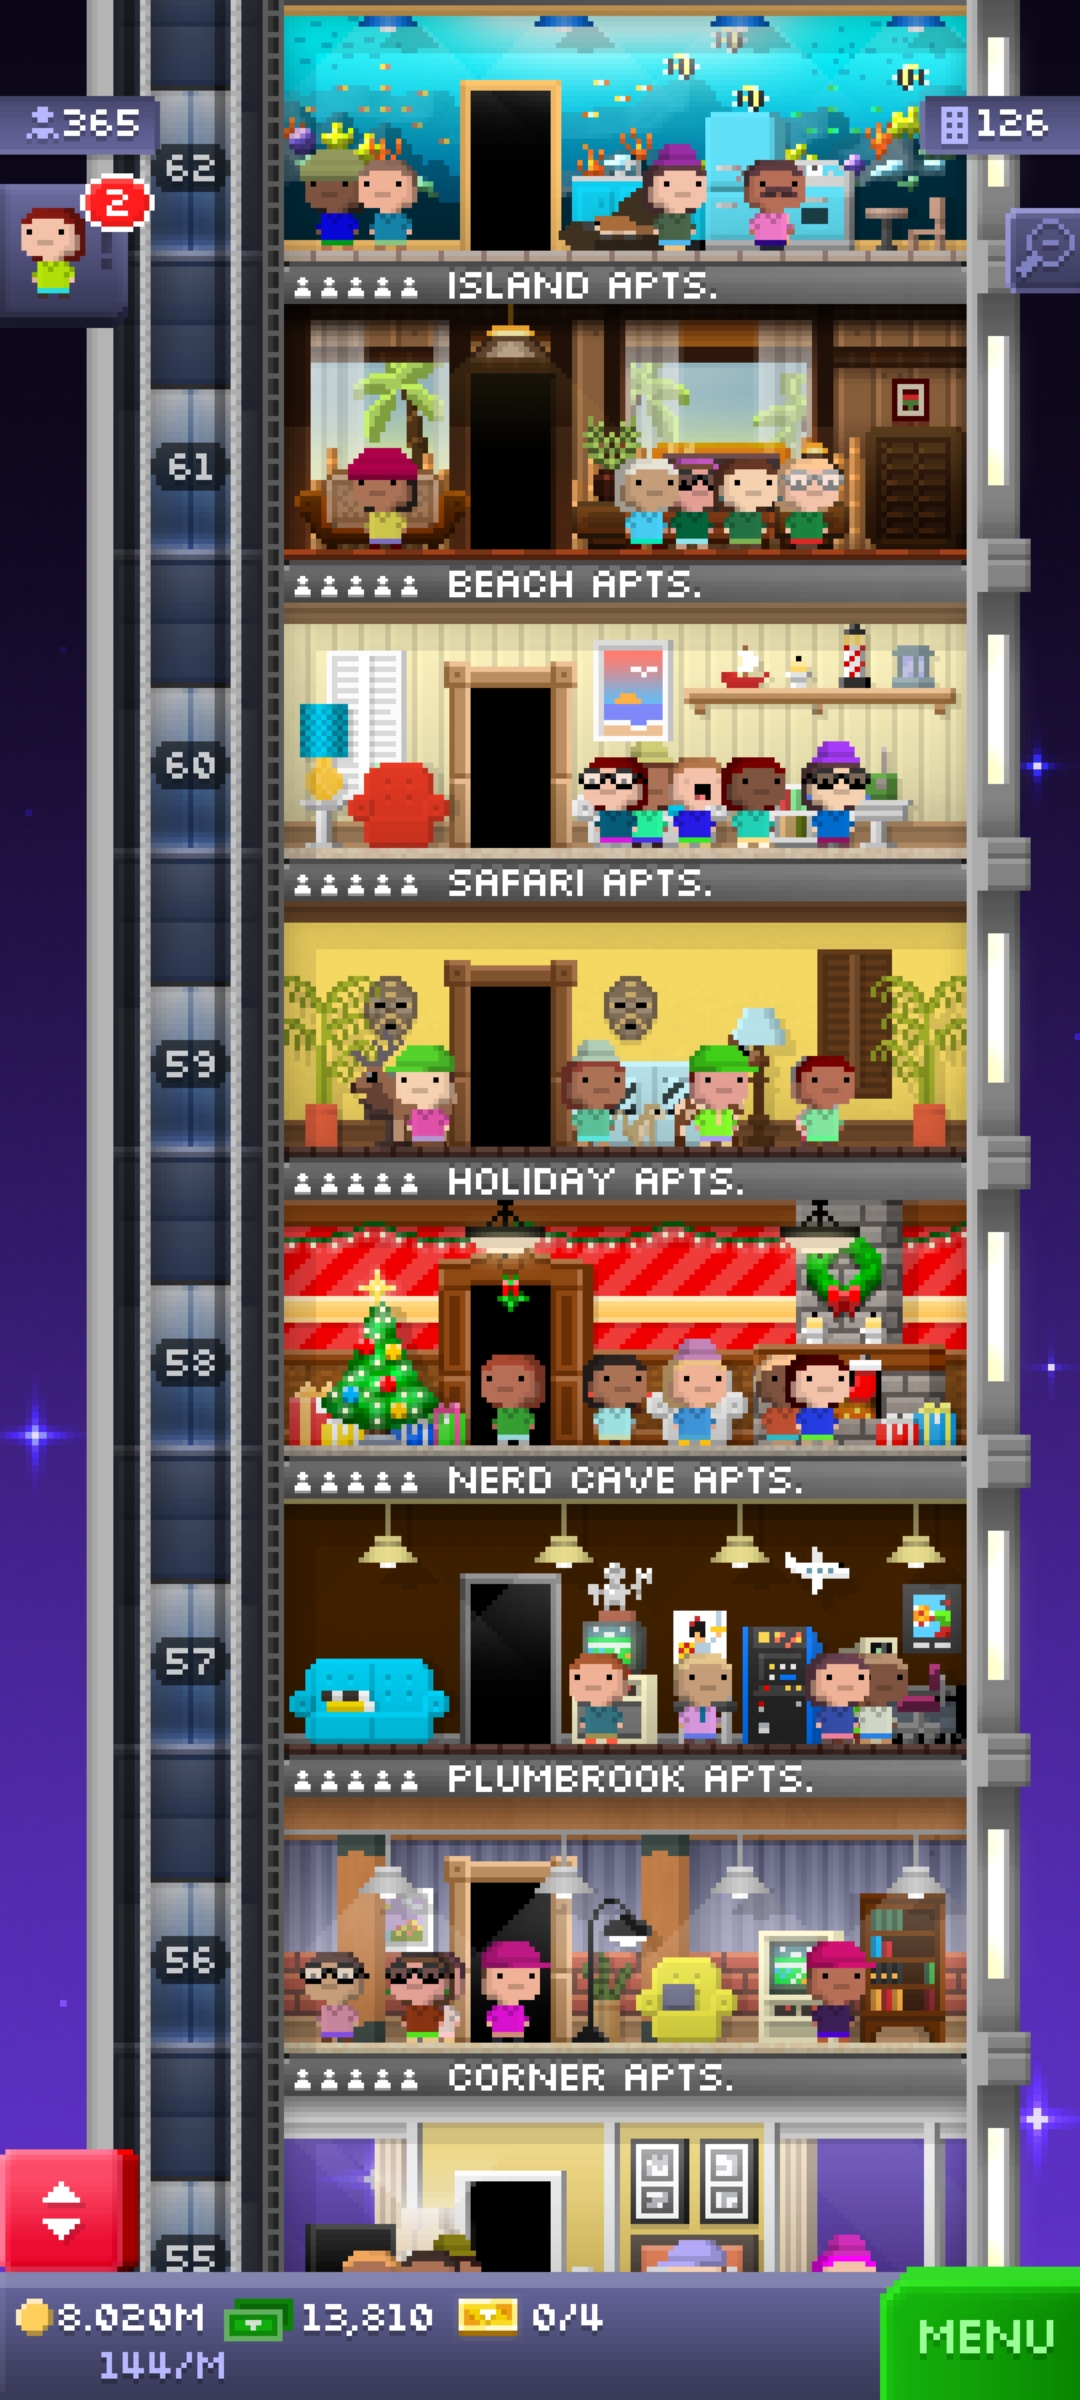 365
126
62
2
ISLAND APTS.
61
BEACH APTS.
60
SAFARI APTS.
59
HOLIDAY APTS.
58
NERD CAVE APTS.
57
PLUMBROOK APTS.
56
CORNER APTS.
55
8.020M 13,810 0/4
144/M
MENU